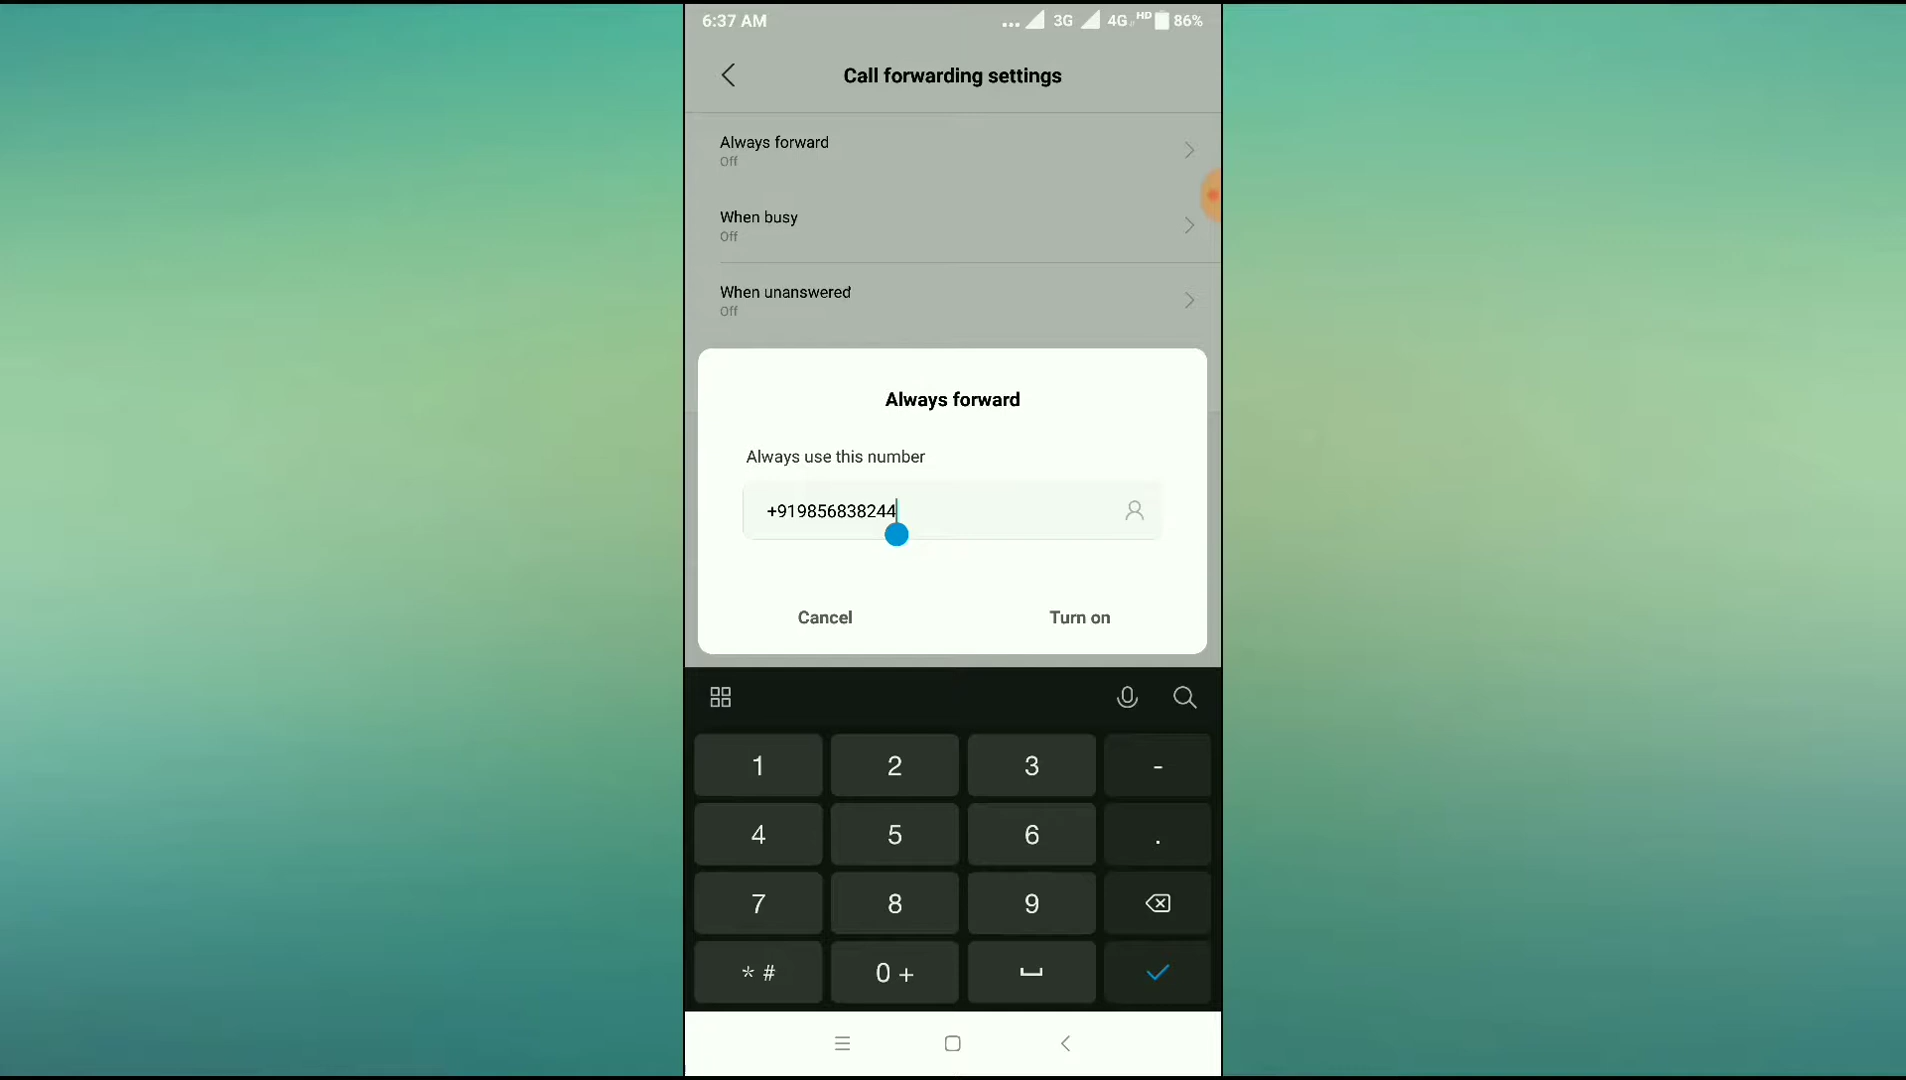 6:37 AM
... 3G 4G HD 86%
Call forwarding settings
Always forward
Off
When busy
Off
When unanswered
Off
Always forward
Always use this number
+919856838244
Cancel
Turn on
1 2 3 -
4 5 6 .
7 8 9
* # 0 +